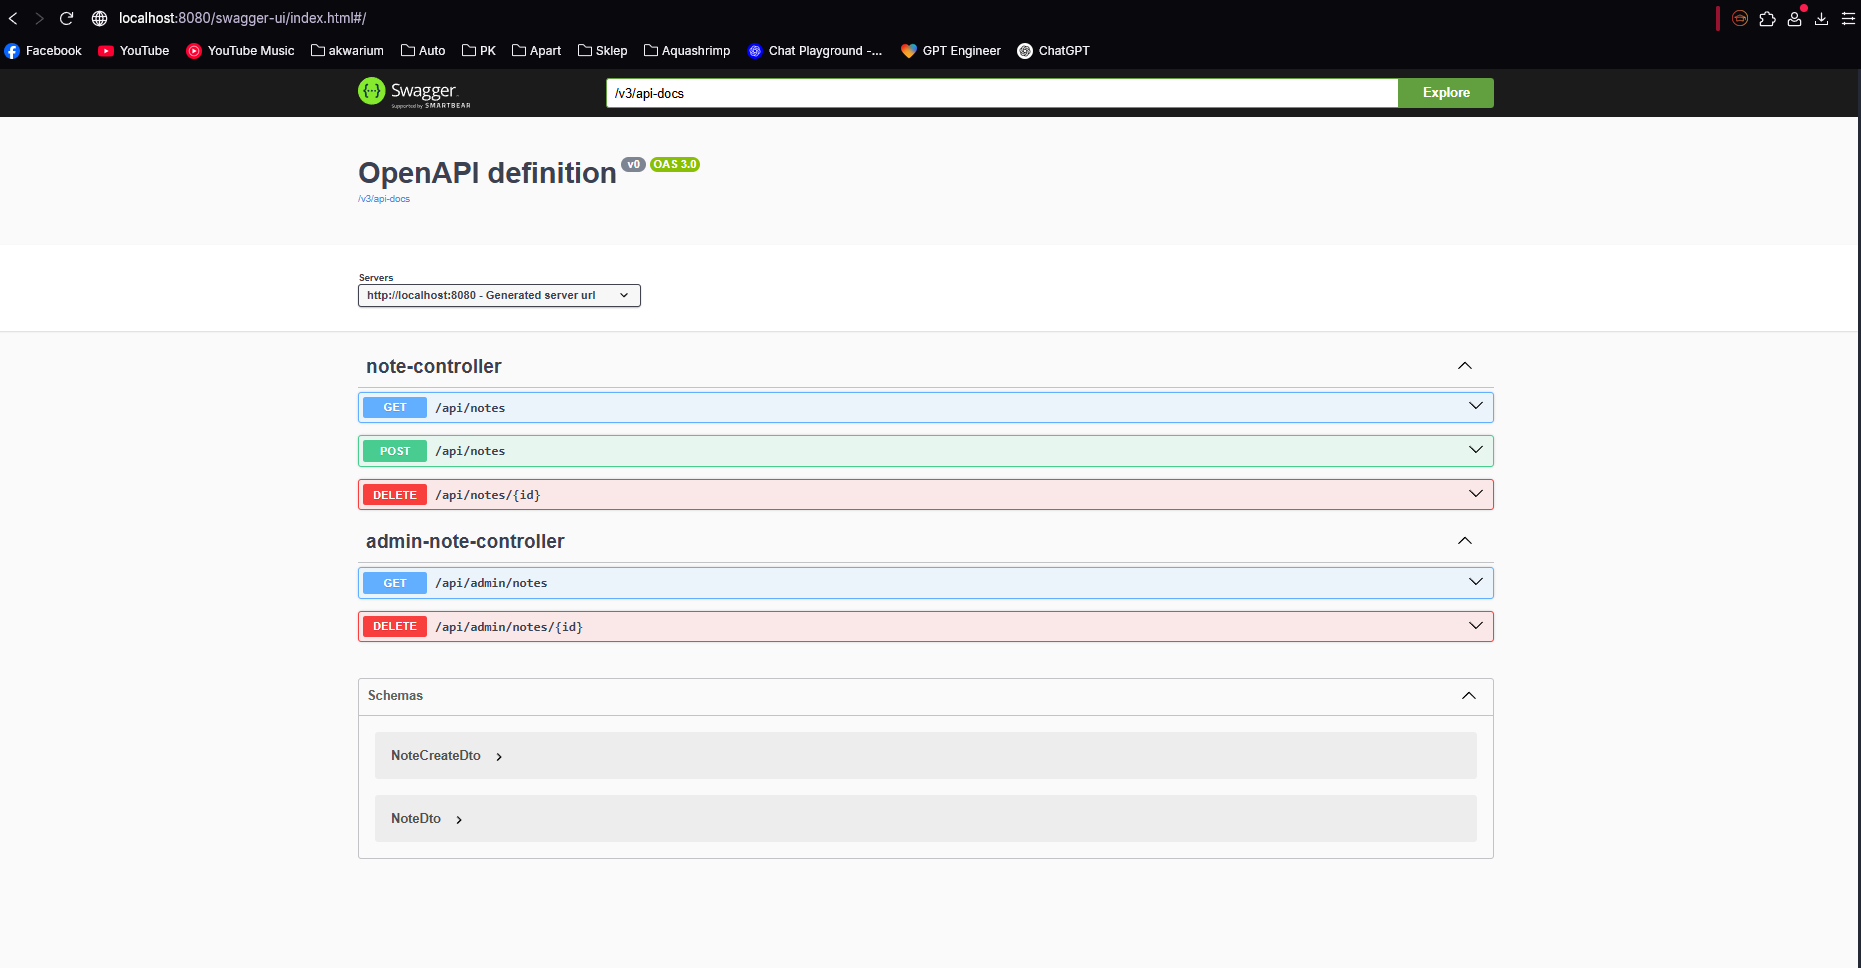 localhost:8080/swagger-ui/index.html#/
Facebook YouTube YouTube Music akwarium Auto PK Apart Sklep Aquashrimp Chat Playground -... GPT Engineer ChatGPT
{···} Swagger
Supported by SMARTBEAR
/v3/api-docs
Explore
OpenAPI definition v0 OAS 3.0
/v3/api-docs
Servers
http://localhost:8080 - Generated server url
note-controller
GET /api/notes
POST /api/notes
DELETE /api/notes/{id}
admin-note-controller
GET /api/admin/notes
DELETE /api/admin/notes/{id}
Schemas
NoteCreateDto
NoteDto